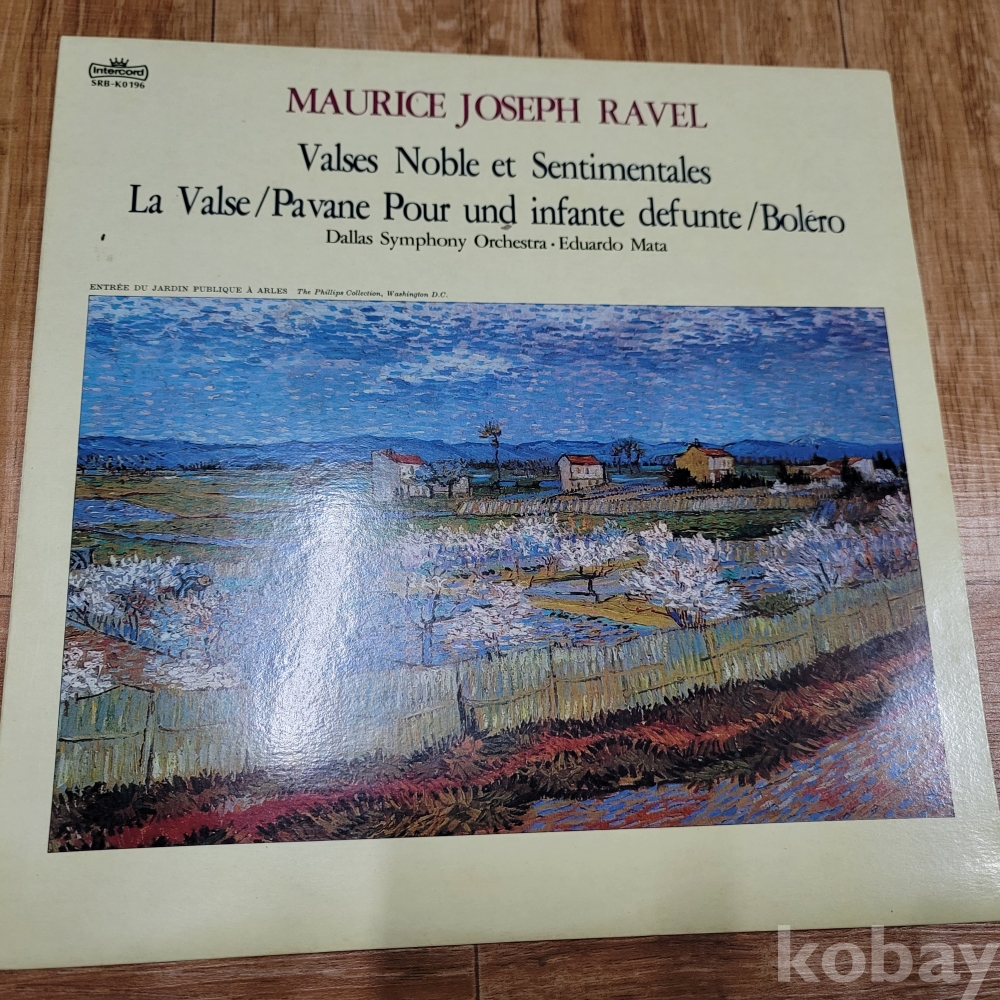 Intercord
SRB-K0196
MAURICE JOSEPH RAVEL
Valses Noble et Sentimentales
La Valse/Pavane Pour und infante defunte/Boléro
Dallas Symphony Orchestra・Eduardo Mata
ENTRÉE DU JARDIN PUBLIQUE À ARLES The Phillips Collection, Washington D.C.
kobay